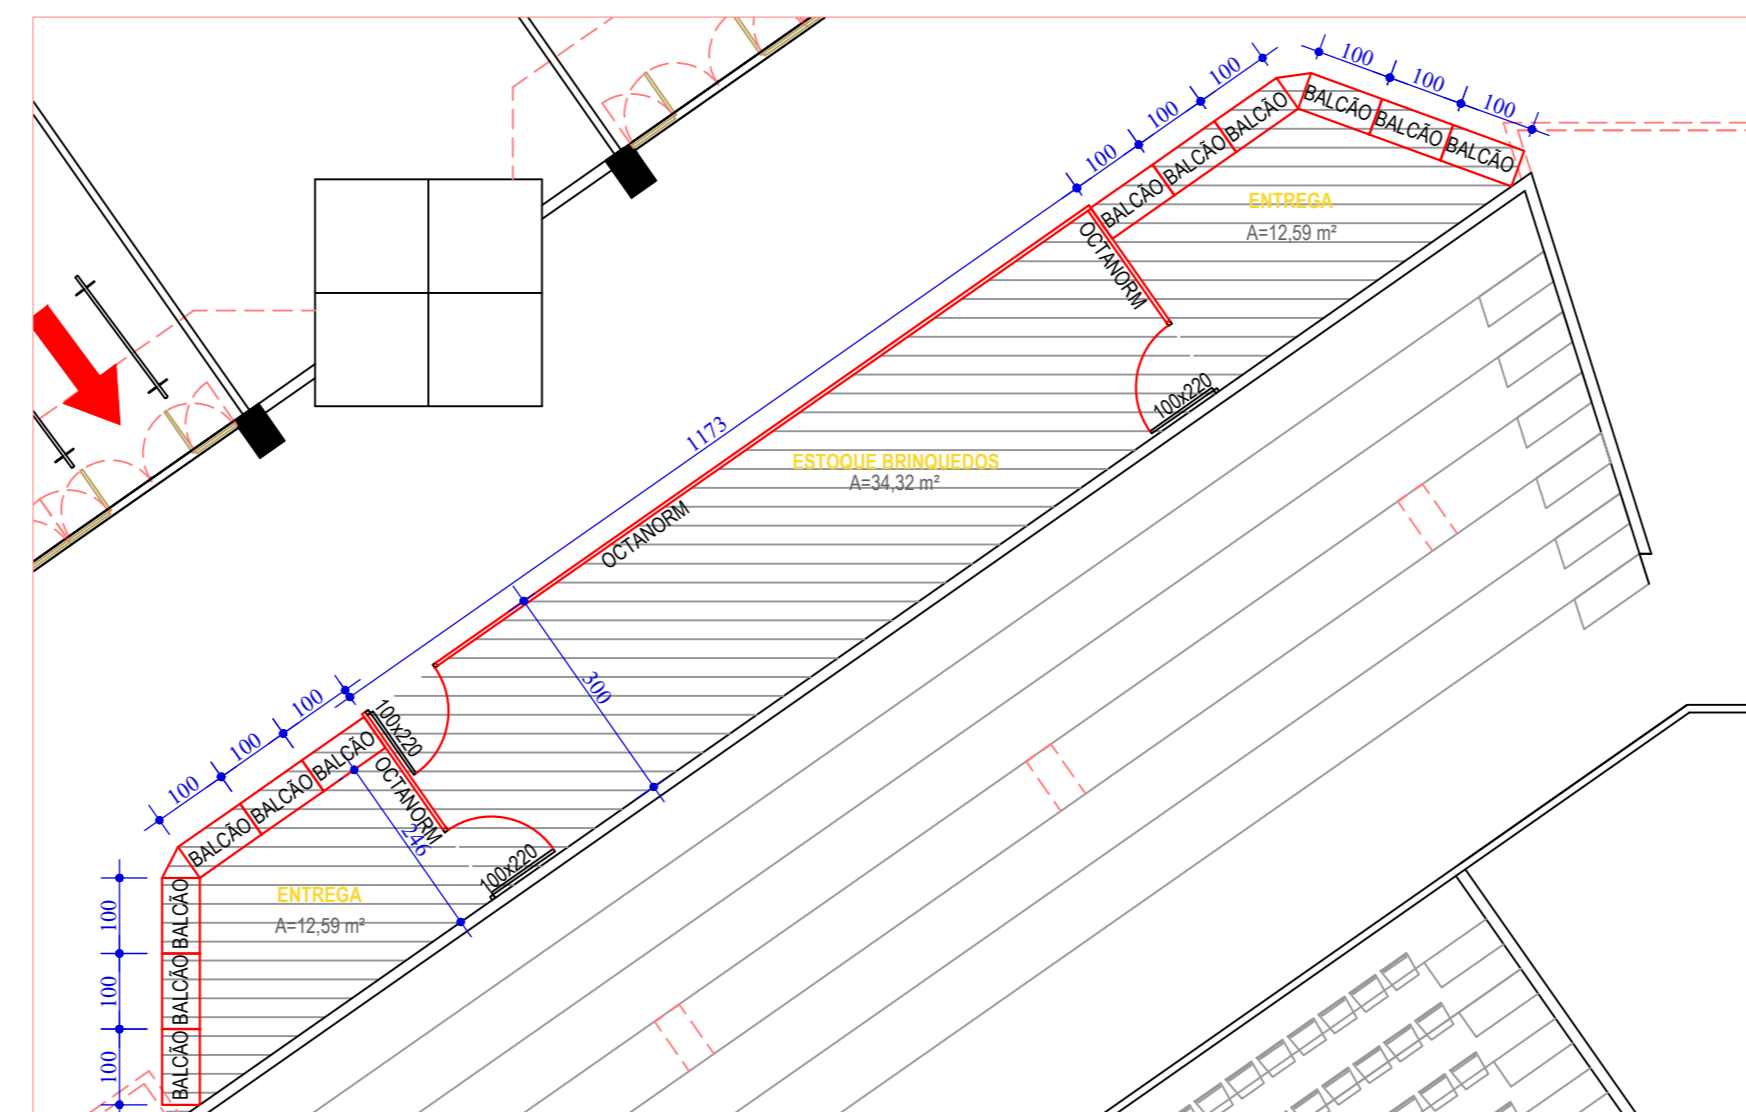 100
100
100
100
100
100
BALCÃO
BALCÃO
BALCÃO
BALCÃO
BALCÃO
BALCÃO
ENTREGA
A=12,59 m²
OCTANORM
100x220
1173
ESTOQUE BRINQUEDOS
A=34,32 m²
OCTANORM
300
100
100
100
100x220
BALCÃO
BALCÃO
BALCÃO
OCTANORM
246
100x220
ENTREGA
A=12,59 m²
BALCÃO
BALCÃO
BALCÃO
100
100
100